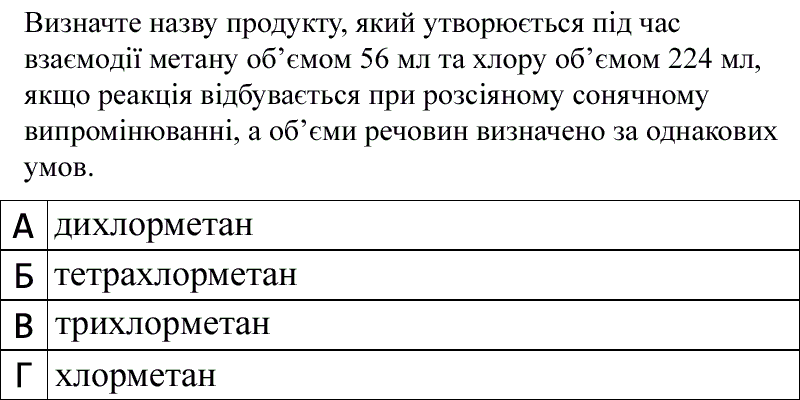 Визначте назву продукту, який утворюється під час
взаємодії метану об’ємом 56 мл та хлору об’ємом 224 мл,
якщо реакція відбувається при розсіяному сонячному
випромінюванні, а об’єми речовин визначено за однакових
умов.
А дихлорметан
Б тетрахлорметан
В трихлорметан
Г хлорметан